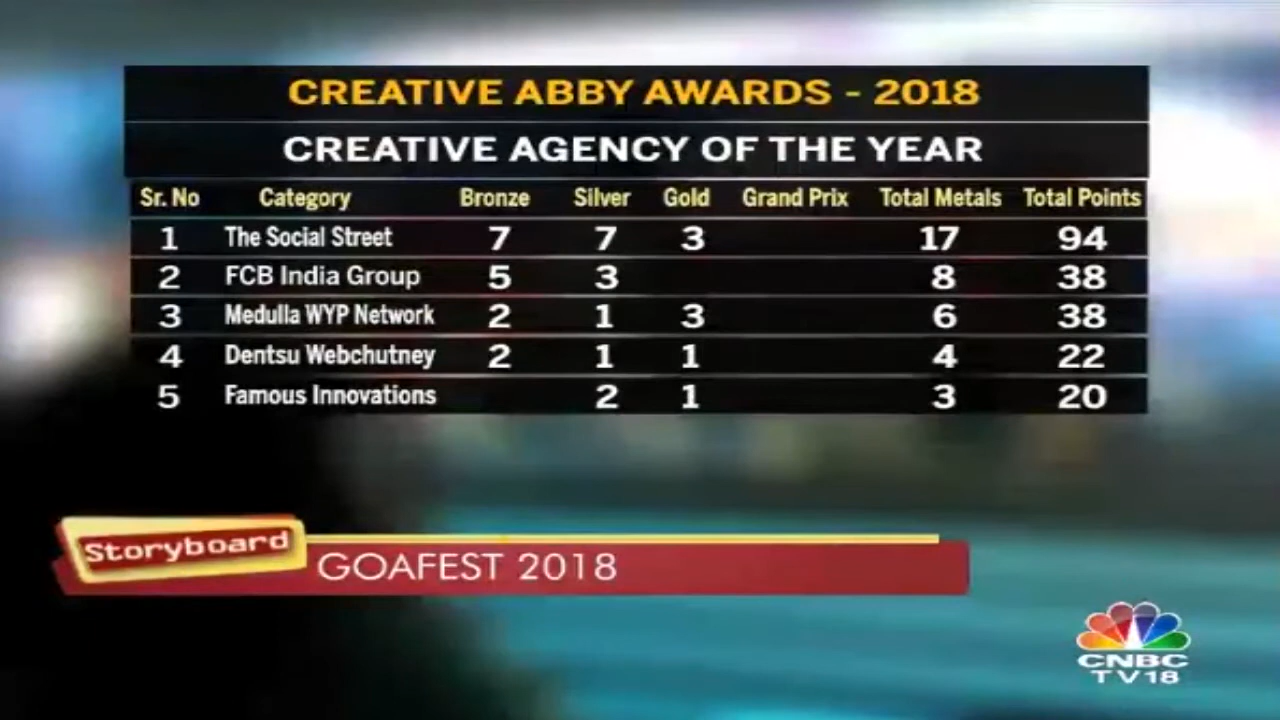 CREATIVE ABBY AWARDS - 2018
CREATIVE AGENCY OF THE YEAR
Sr. No Category Bronze Silver Gold Grand Prix Total Metals Total Points
1 The Social Street 7 7 3 17 94
2 FCB India Group 5 3 8 38
3 Medulla WYP Network 2 1 3 6 38
4 Dentsu Webchutney 2 1 1 4 22
5 Famous Innovations 2 1 3 20
Storyboard
GOAFEST 2018
CNBC
TV18